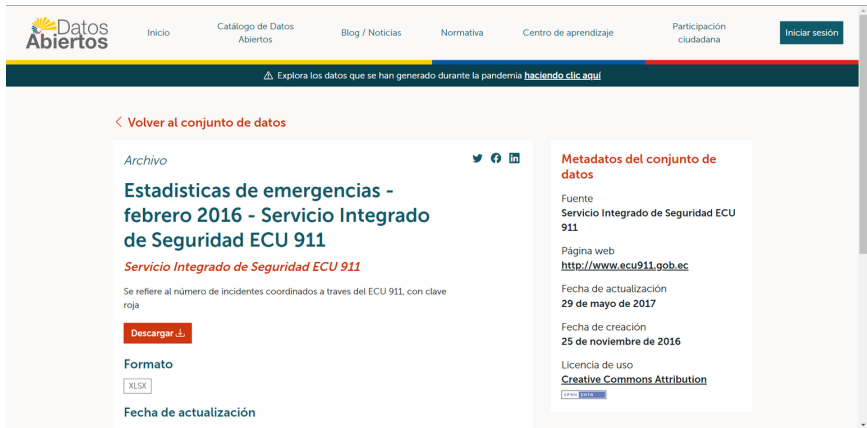 Datos
Abiertos
Inicio
Catálogo de Datos
Abiertos
Blog / Noticias
Normativa
Centro de aprendizaje
Participación
ciudadana
Iniciar sesión
Explora los datos que se han generado durante la pandemia haciendo clic aquí
Volver al conjunto de datos
Archivo
Estadisticas de emergencias -
febrero 2016 - Servicio Integrado
de Seguridad ECU 911
Servicio Integrado de Seguridad ECU 911
Se refiere al número de incidentes coordinados a traves del ECU 911, con clave
roja
Descargar
Formato
XLSX
Fecha de actualización
Metadatos del conjunto de
datos
Fuente
Servicio Integrado de Seguridad ECU
911
Página web
http://www.ecu911.gob.ec
Fecha de actualización
29 de mayo de 2017
Fecha de creación
25 de noviembre de 2016
Licencia de uso
Creative Commons Attribution
OPEN DATA